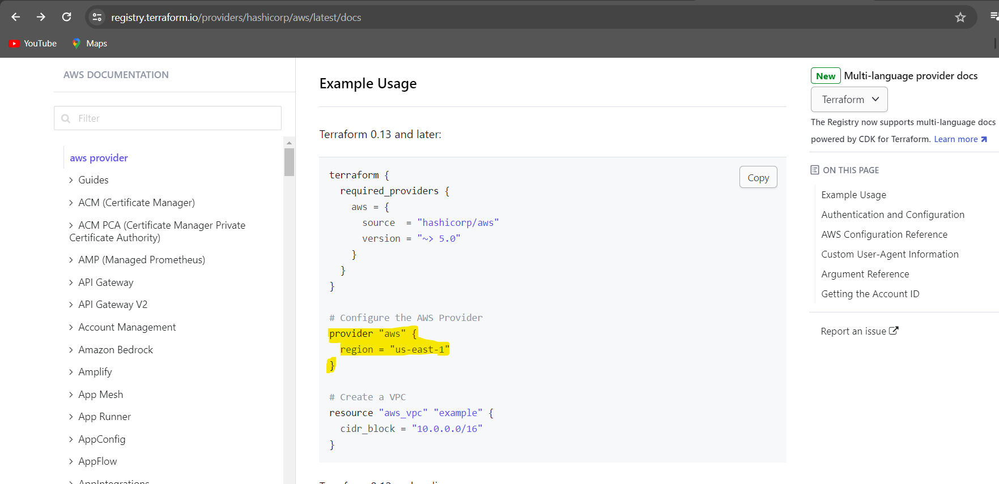 registry.terraform.io/providers/hashicorp/aws/latest/docs
YouTube
Maps
AWS DOCUMENTATION
Filter
aws provider
Guides
ACM (Certificate Manager)
ACM PCA (Certificate Manager Private
Certificate Authority)
AMP (Managed Prometheus)
API Gateway
API Gateway V2
Account Management
Amazon Bedrock
Amplify
App Mesh
App Runner
AppConfig
AppFlow
AppIntegrations
Example Usage
Terraform 0.13 and later:
Copy
terraform {
  required_providers {
    aws = {
      source  = "hashicorp/aws"
      version = "~> 5.0"
    }
  }
}
# Configure the AWS Provider
provider "aws" {
  region = "us-east-1"
}
# Create a VPC
resource "aws_vpc" "example" {
  cidr_block = "10.0.0.0/16"
}
New Multi-language provider docs
Terraform
The Registry now supports multi-language docs
powered by CDK for Terraform. Learn more
ON THIS PAGE
Example Usage
Authentication and Configuration
AWS Configuration Reference
Custom User-Agent Information
Argument Reference
Getting the Account ID
Report an issue